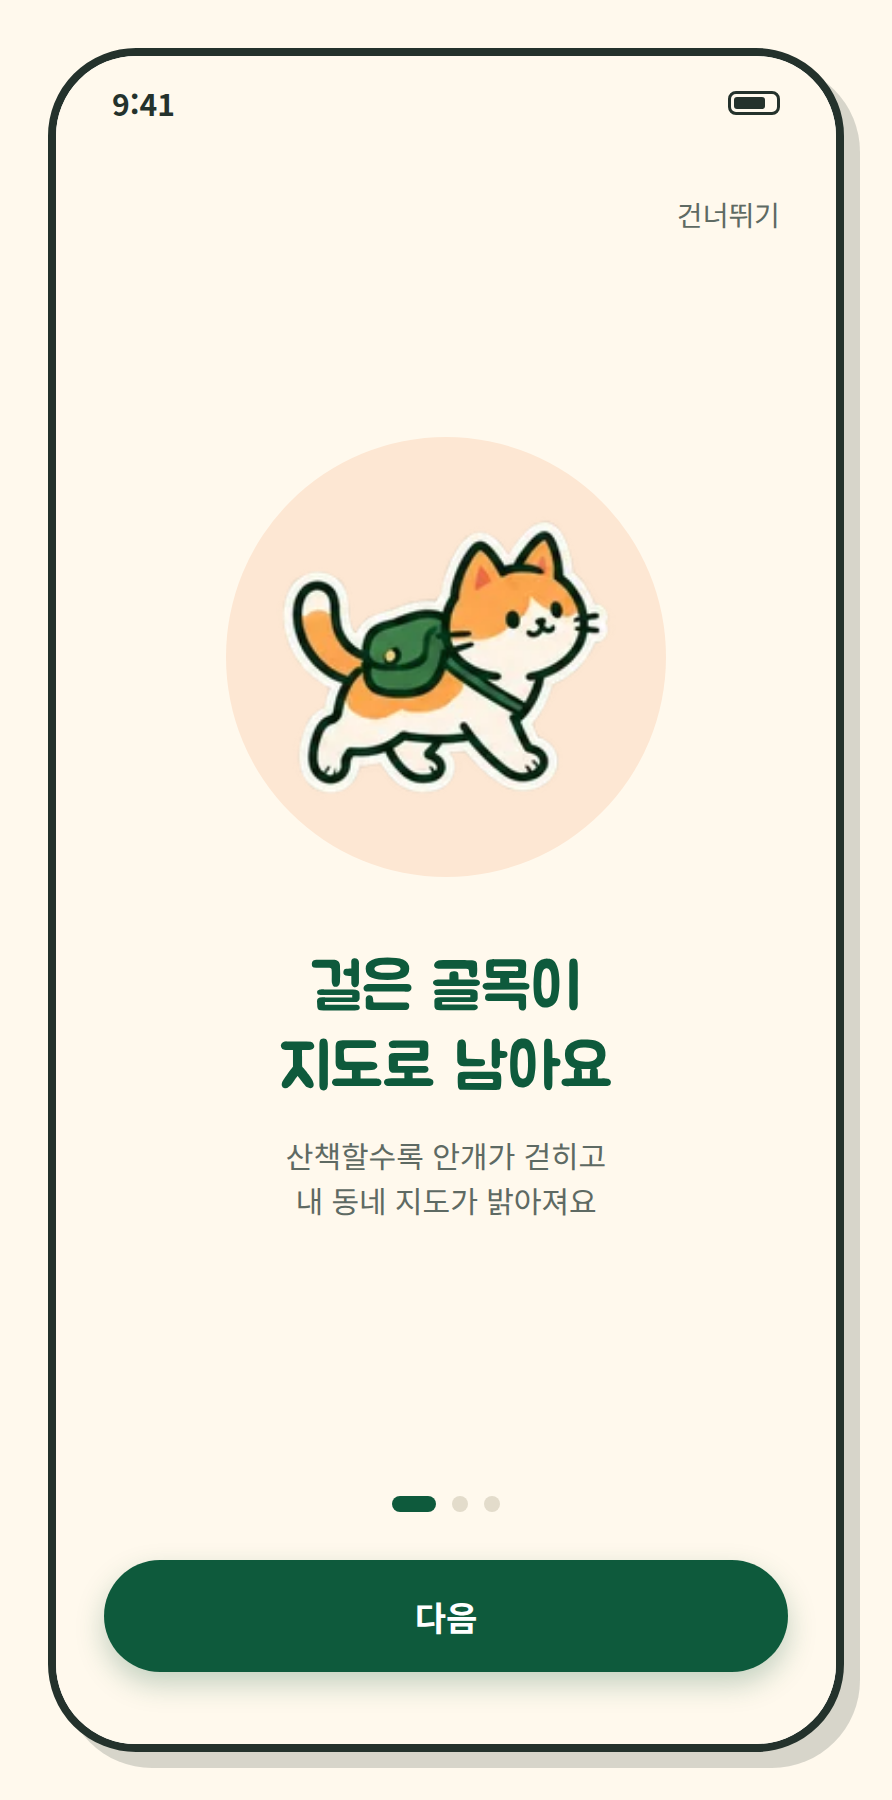 9:41
건너뛰기
걸은 골목이
지도로 남아요
산책할수록 안개가 걷히고
내 동네 지도가 밝아져요
다음